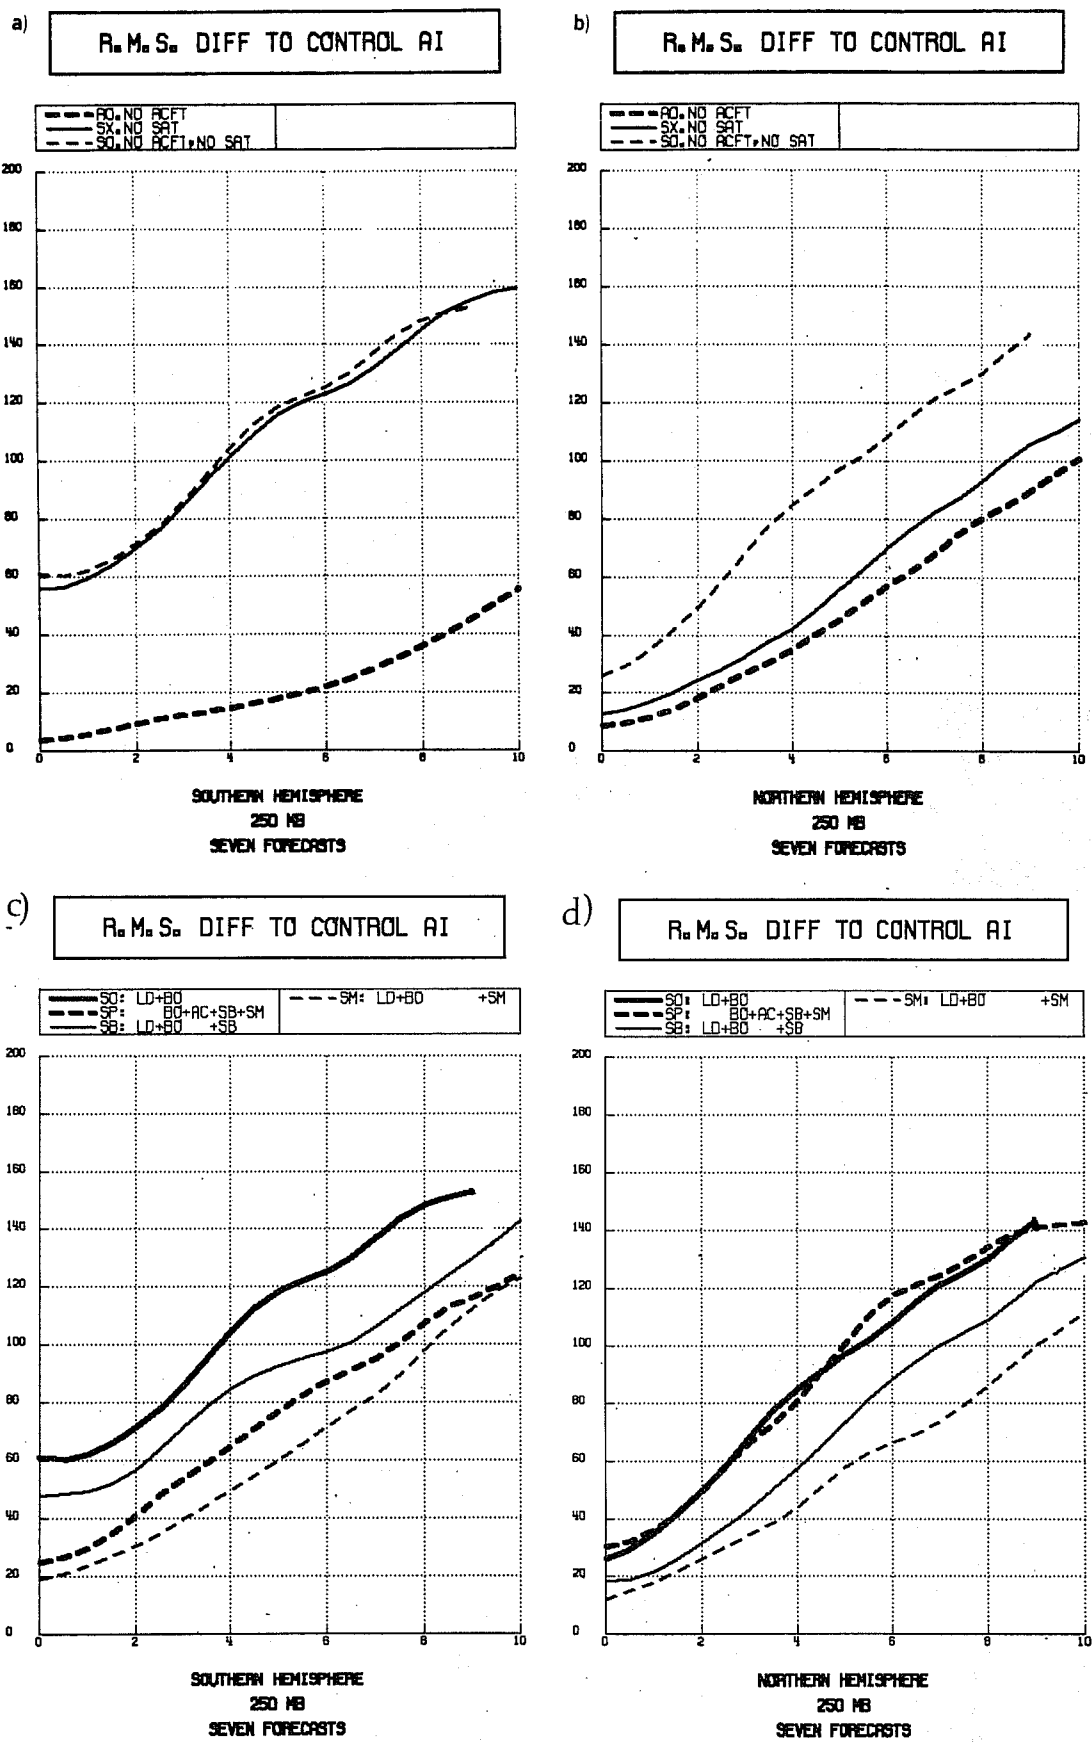 a)
R.M.S. DIFF TO CONTROL AI
AO.NO ACFT
SX.NO SAT
SO.NO ACFT,NO SAT
200
180
160
140
120
100
80
60
40
20
0
0 2 4 6 8 10
SOUTHERN HEMISPHERE
250 MB
SEVEN FORECASTS
b)
R.M.S. DIFF TO CONTROL AI
AO.NO ACFT
SX.NO SAT
SO.NO ACFT,NO SAT
200
180
160
140
120
100
80
60
40
20
0
0 2 4 6 8 10
NORTHERN HEMISPHERE
250 MB
SEVEN FORECASTS
c)
R.M.S. DIFF TO CONTROL AI
SO: LD+BO
SP: BO+AC+SB+SM
SB: LD+BO +SB
SM: LD+BO +SM
200
180
160
140
120
100
80
60
40
20
0
0 2 4 6 8 10
SOUTHERN HEMISPHERE
250 MB
SEVEN FORECASTS
d)
R.M.S. DIFF TO CONTROL AI
SO: LD+BO
SP: BO+AC+SB+SM
SB: LD+BO +SB
SM: LD+BO +SM
200
180
160
140
120
100
80
60
40
20
0
0 2 4 6 8 10
NORTHERN HEMISPHERE
250 MB
SEVEN FORECASTS